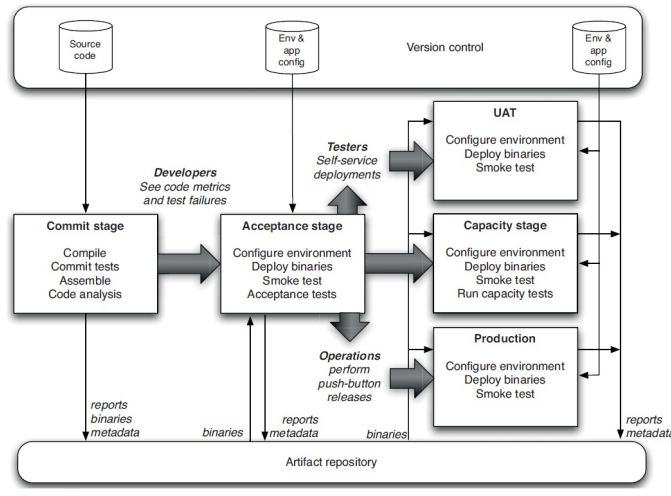 Source
code
Env &
app
config
Version control
Env &
app
config
UAT
Configure environment
Deploy binaries
Smoke test
Testers
Self-service
deployments
Developers
See code metrics
and test failures
Commit stage
Compile
Commit tests
Assemble
Code analysis
Acceptance stage
Configure environment
Deploy binaries
Smoke test
Acceptance tests
Capacity stage
Configure environment
Deploy binaries
Smoke test
Run capacity tests
Operations
perform
push-button
releases
Production
Configure environment
Deploy binaries
Smoke test
reports
binaries
metadata
binaries
reports
metadata
binaries
reports
metadata
Artifact repository